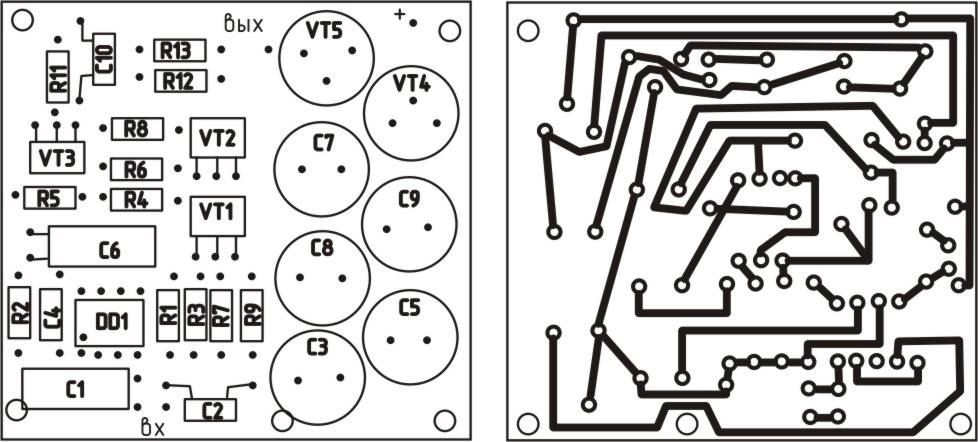 вых
VT5
+
R11
C10
R13
R12
VT4
R8
VT2
VT3
C7
R6
R5
R4
VT1
C9
C6
C8
R2
C4
DD1
R1
R3
R7
R9
C5
C3
C1
C2
вх